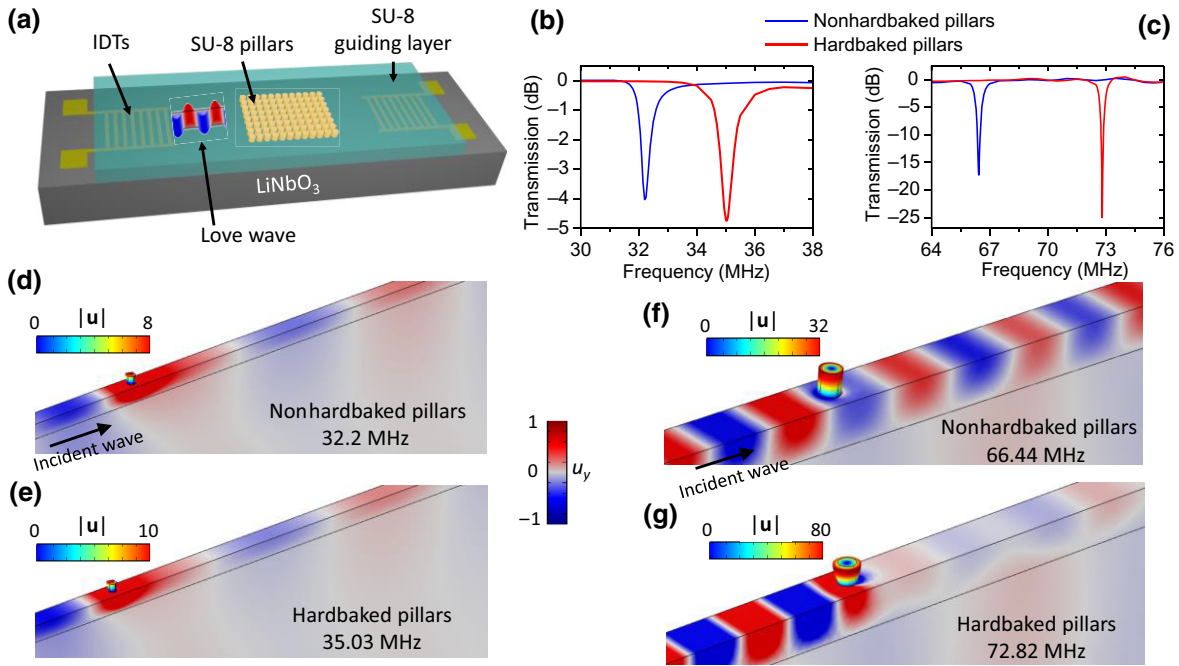 (a)
IDTs
SU-8 pillars
SU-8
guiding layer
LiNbO₃
Love wave
(b)
Nonhardbaked pillars
Hardbaked pillars
(c)
Transmission (dB)
0
−1
−2
−3
−4
−5
30 32 34 36 38
Frequency (MHz)
Transmission (dB)
0
−5
−10
−15
−20
−25
64 67 70 73 76
Frequency (MHz)
(d)
0 |u| 8
Incident wave
Nonhardbaked pillars
32.2 MHz
(e)
0 |u| 10
Hardbaked pillars
35.03 MHz
1
0
−1
u_y
(f)
0 |u| 32
Incident wave
Nonhardbaked pillars
66.44 MHz
(g)
0 |u| 80
Hardbaked pillars
72.82 MHz